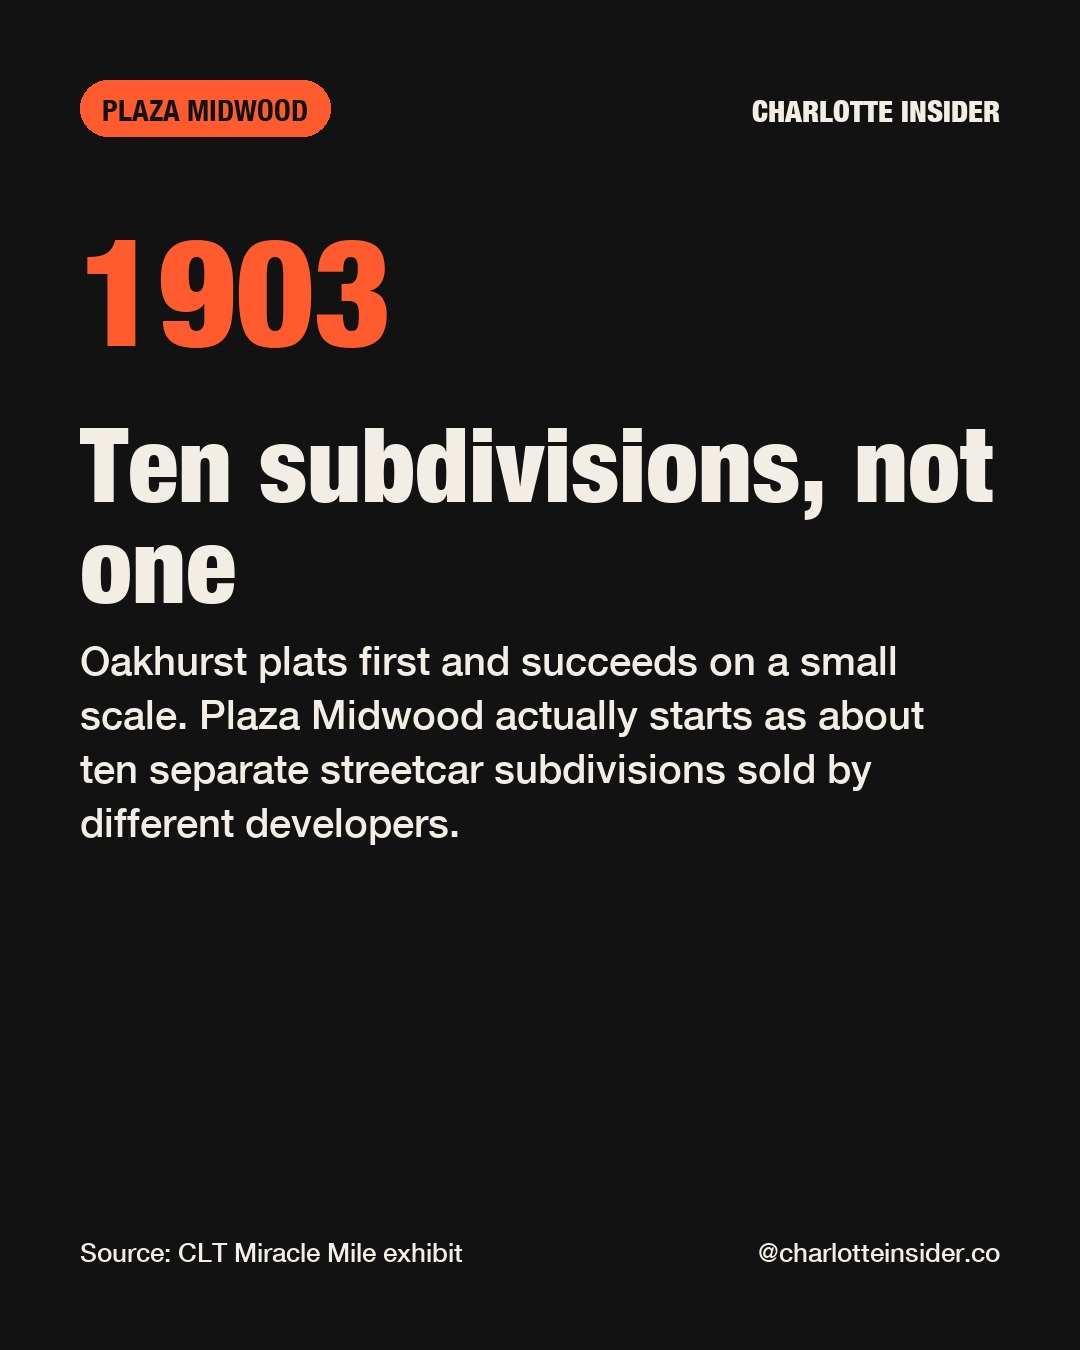 PLAZA MIDWOOD
CHARLOTTE INSIDER
1903
Ten subdivisions, not
one
Oakhurst plats first and succeeds on a small
scale. Plaza Midwood actually starts as about
ten separate streetcar subdivisions sold by
different developers.
Source: CLT Miracle Mile exhibit
@charlotteinsider.co